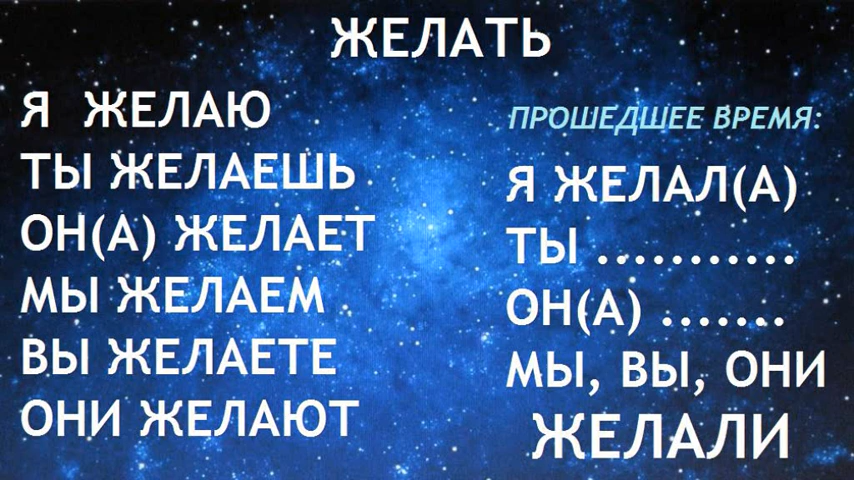 ЖЕЛАТЬ
Я ЖЕЛАЮ
ТЫ ЖЕЛАЕШЬ
ОН(А) ЖЕЛАЕТ
МЫ ЖЕЛАЕМ
ВЫ ЖЕЛАЕТЕ
ОНИ ЖЕЛАЮТ
ПРОШЕДШЕЕ ВРЕМЯ:
Я ЖЕЛАЛ(А)
ТЫ ...........
ОН(А) .......
МЫ, ВЫ, ОНИ
ЖЕЛАЛИ